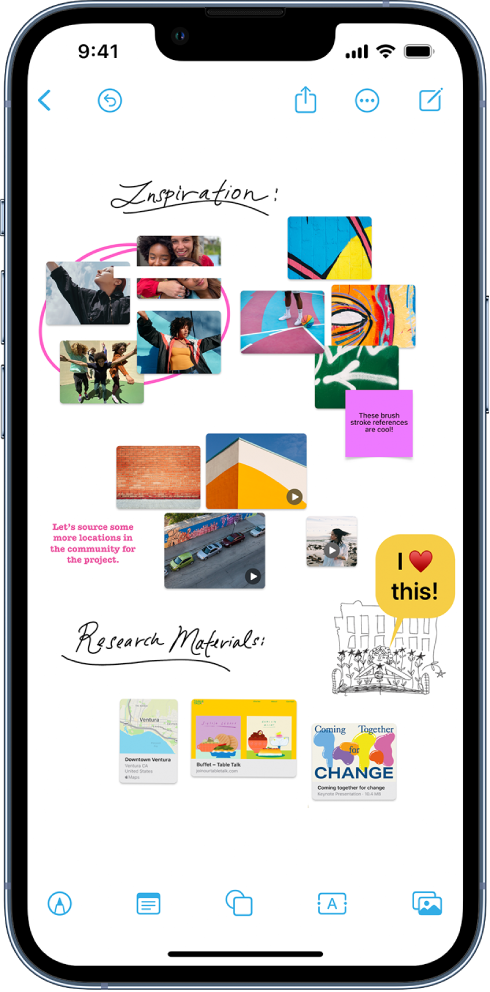 9:41
Inspiration:
These brush
stroke references
are cool!
Let's source some
more locations in
the community for
the project.
I ❤️
this!
Research Materials:
Ventura
Downtown Ventura
Ventura CA
United States
Maps
Buffet – Table Talk
Coming Together
for
CHANGE
Coming together for change
Keynote Presentation
A